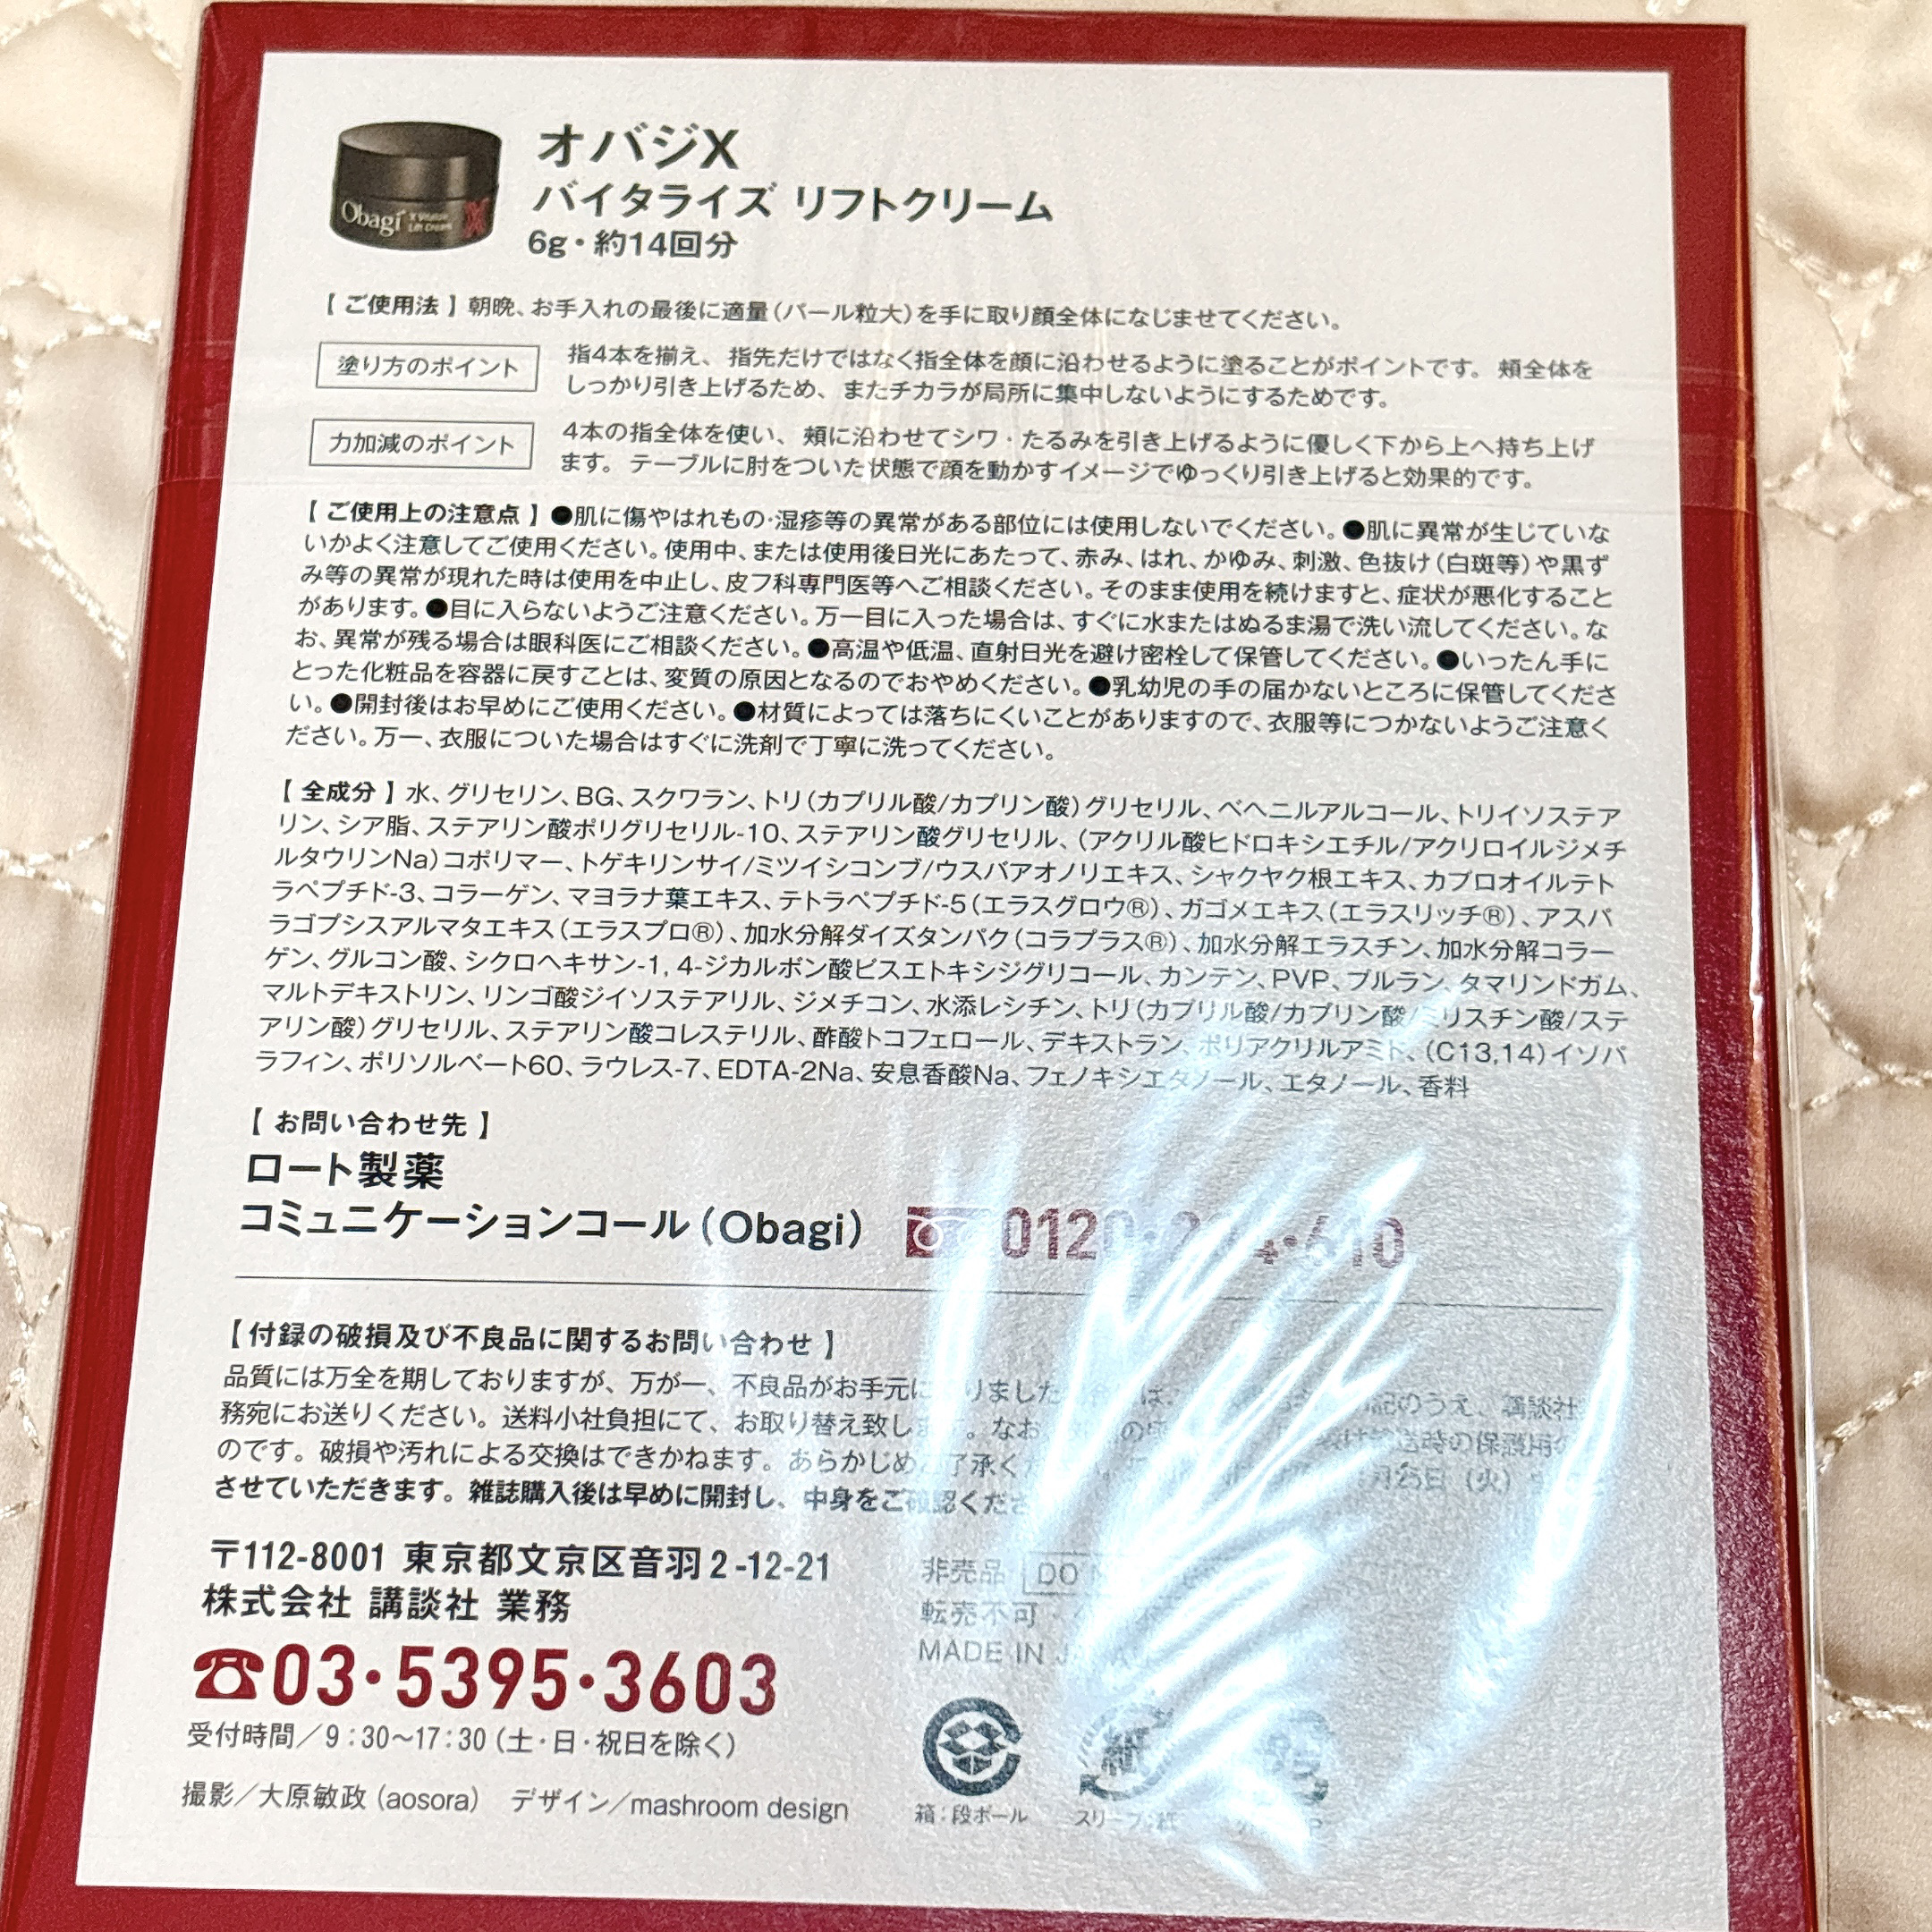 オバジX
バイタライズ リフトクリーム
6g・約14回分
Obagi
X
【 ご使用法 】朝晩、お手入れの最後に適量(パール粒大)を手に取り顔全体になじませてください。
塗り方のポイント
指4本を揃え、指先だけではなく指全体を顔に沿わせるように塗ることがポイントです。頬全体を
しっかり引き上げるため、またチカラが局所に集中しないようにするためです。
力加減のポイント
4本の指全体を使い、頬に沿わせてシワ・たるみを引き上げるように優しく下から上へ持ち上げ
ます。テーブルに肘をついた状態で顔を動かすイメージでゆっくり引き上げると効果的です。
【 ご使用上の注意点 】●肌に傷やはれもの・湿疹等の異常がある部位には使用しないでください。●肌に異常が生じていな
いかよく注意してご使用ください。使用中、または使用後日光にあたって、赤み、はれ、かゆみ、刺激、色抜け(白斑等)や黒ず
み等の異常が現れた時は使用を中止し、皮フ科専門医等へご相談ください。そのまま使用を続けますと、症状が悪化すること
があります。●目に入らないようご注意ください。万一目に入った場合は、すぐに水またはぬるま湯で洗い流してください。な
お、異常が残る場合は眼科医にご相談ください。●高温や低温、直射日光を避け密栓して保管してください。●いったん手に
とった化粧品を容器に戻すことは、変質の原因となるのでおやめください。●乳幼児の手の届かないところに保管してくださ
い。●開封後はお早めにご使用ください。●材質によっては落ちにくいことがありますので、衣服等につかないようご注意く
ださい。万一、衣服についた場合はすぐに洗剤で丁寧に洗ってください。
【 全成分 】水、グリセリン、BG、スクワラン、トリ(カプリル酸/カプリン酸)グリセリル、ベヘニルアルコール、トリイソステア
リン、シア脂、ステアリン酸ポリグリセリル-10、ステアリン酸グリセリル、(アクリル酸ヒドロキシエチル/アクリロイルジメチ
ルタウリンNa)コポリマー、トゲキリンサイ/ミツイシコンブ/ウスバアオノリエキス、シャクヤク根エキス、カプロオイルテト
ラペプチド-3、コラーゲン、マヨラナ葉エキス、テトラペプチド-5(エラスグロウ®)、ガゴメエキス(エラスリッチ®)、アスパ
ラゴプシスアルマタエキス(エラスプロ®)、加水分解ダイズタンパク(コラプラス®)、加水分解エラスチン、加水分解コラー
ゲン、グルコン酸、シクロヘキサン-1, 4-ジカルボン酸ビスエトキシジグリコール、カンテン、PVP、プルラン、タマリンドガム、
マルトデキストリン、リンゴ酸ジイソステアリル、ジメチコン、水添レシチン、トリ(カプリル酸/カプリン酸/ミリスチン酸/ステ
アリン酸)グリセリル、ステアリン酸コレステリル、酢酸トコフェロール、デキストラン、ポリアクリルアミド、(C13,14)イソパ
ラフィン、ポリソルベート60、ラウレス-7、EDTA-2Na、安息香酸Na、フェノキシエタノール、エタノール、香料
【 お問い合わせ先 】
ロート製薬
コミュニケーションコール(Obagi)
【付録の破損及び不良品に関するお問い合わせ 】
品質には万全を期しておりますが、万が一、不良品がお手元に
務宛にお送りください。送料小社負担にて、お取り替え致し
のです。破損や汚れによる交換はできかねます。あらかじめ
させていただきます。雑誌購入後は早めに開封し、中身をご確認くださ
〒112-8001 東京都文京区音羽2-12-21
株式会社 講談社 業務
☎03・5395・3603
受付時間／9:30〜17:30(土・日・祝日を除く)
撮影／大原敏政(aosora) デザイン／mashroom design
非売品 DO
転売不可・
MADE IN
箱：段ボール
紙